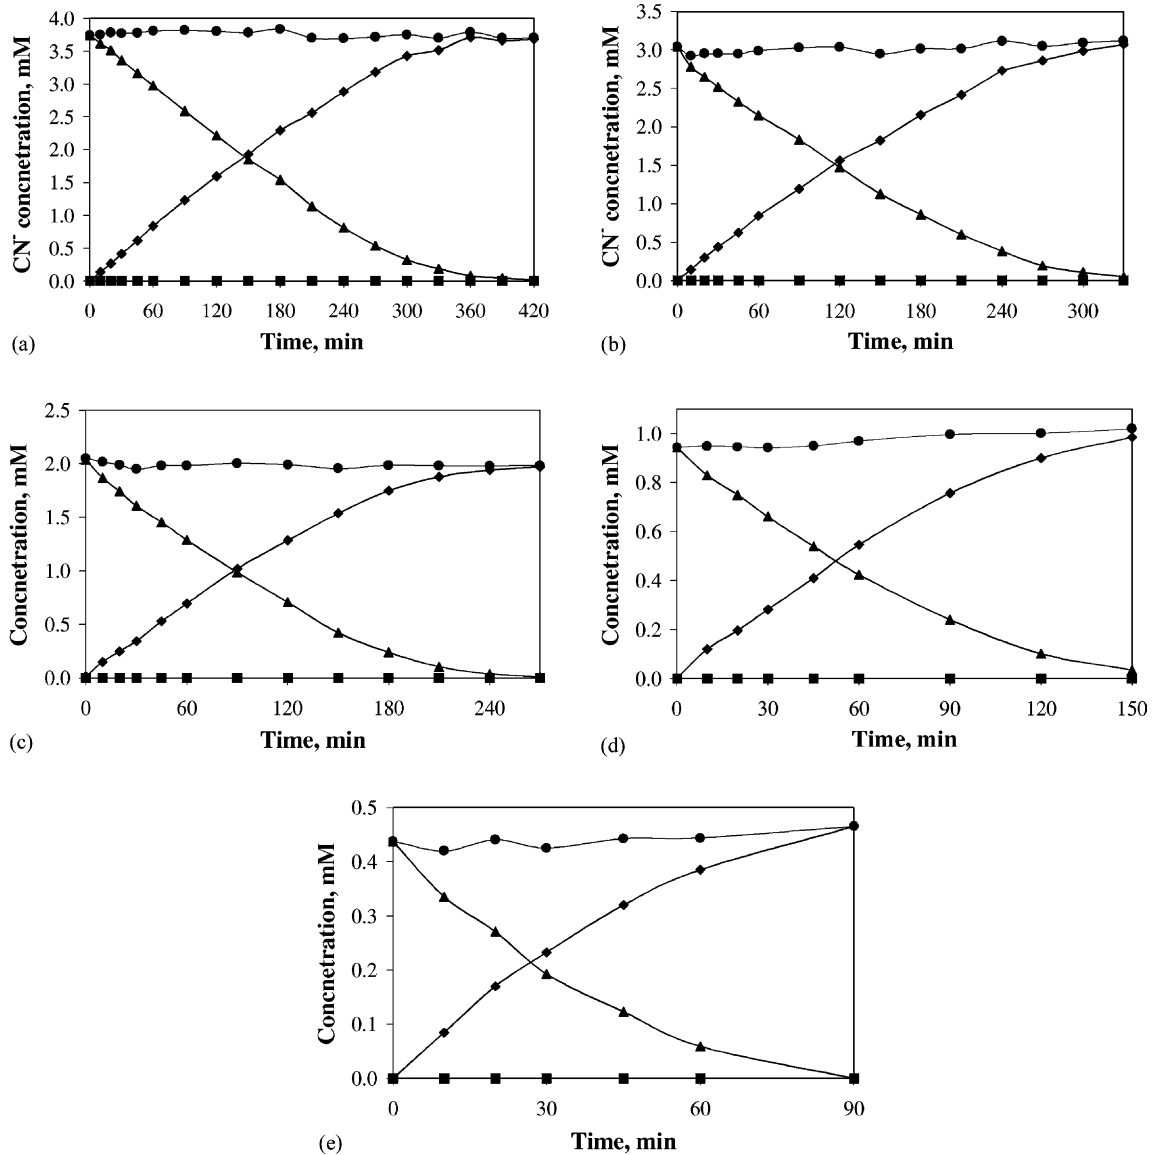 4.0
3.5
3.0
2.5
2.0
1.5
1.0
0.5
0.0
CN⁻ concnetration, mM
0 60 120 180 240 300 360 420
Time, min
(a)
3.5
3.0
2.5
2.0
1.5
1.0
0.5
0.0
CN⁻ concnetration, mM
0 60 120 180 240 300
Time, min
(b)
2.5
2.0
1.5
1.0
0.5
0.0
Concnetration, mM
0 60 120 180 240
Time, min
(c)
1.0
0.8
0.6
0.4
0.2
0.0
Concnetration, mM
0 30 60 90 120 150
Time, min
(d)
0.5
0.4
0.3
0.2
0.1
0.0
Concnetration, mM
0 30 60 90
Time, min
(e)